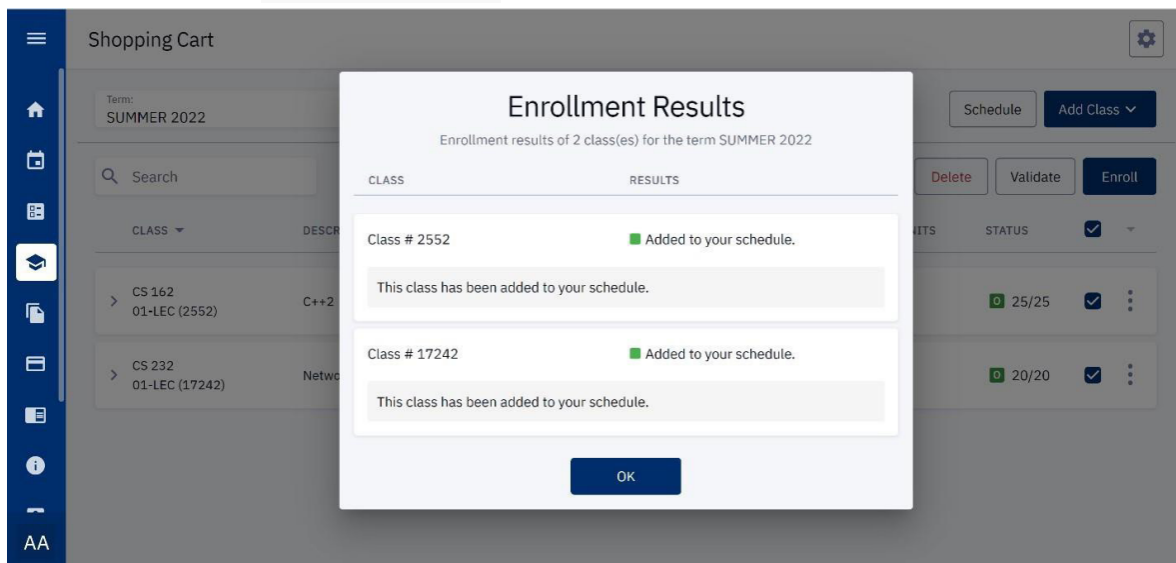 Shopping Cart
Term:
SUMMER 2022
Schedule
Add Class
Search
Delete
Validate
Enroll
CLASS
STATUS
CS 162
01-LEC (2552)
C++2
O 25/25
CS 232
01-LEC (17242)
O 20/20
AA
Enrollment Results
Enrollment results of 2 class(es) for the term SUMMER 2022
CLASS RESULTS
Class # 2552 Added to your schedule.
This class has been added to your schedule.
Class # 17242 Added to your schedule.
This class has been added to your schedule.
OK